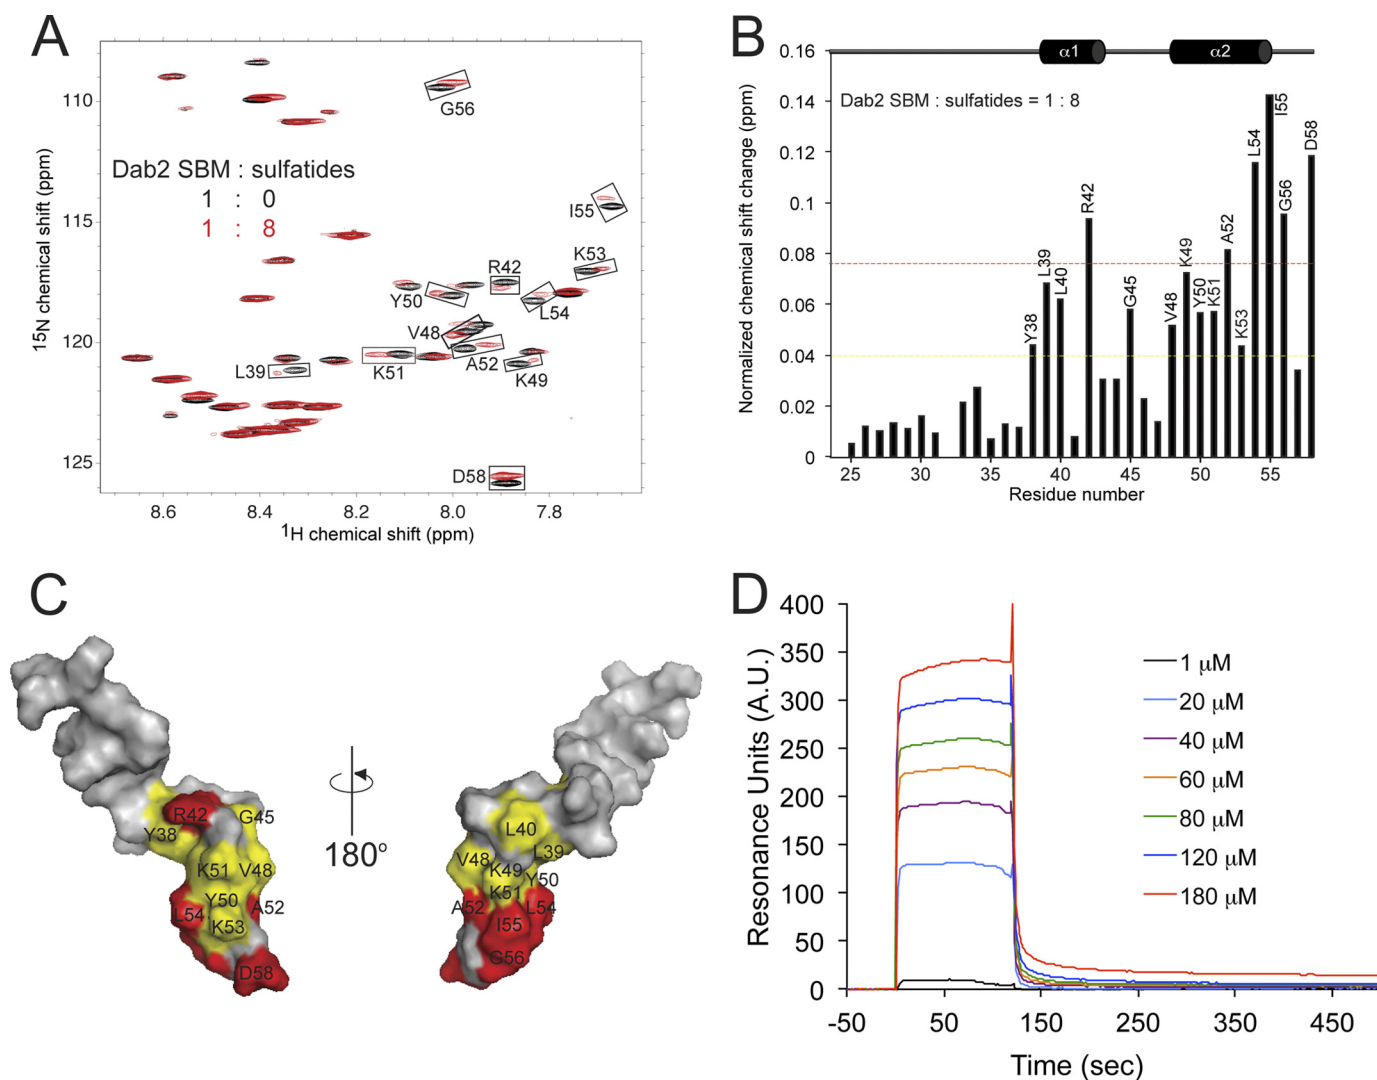 A
110
115
120
125
15N chemical shift (ppm)
Dab2 SBM : sulfatides
1 : 0
1 : 8
G56
I55
K53
R42
Y50
L54
V48
A52
K51
K49
L39
D58
8.6
8.4
8.2
8.0
7.8
1H chemical shift (ppm)
B
α1
α2
0.16
0.14
0.12
0.1
0.08
0.06
0.04
0.02
0
Normalized chemical shift change (ppm)
Dab2 SBM : sulfatides = 1 : 8
Y38
L39
L40
R42
G45
V48
K49
Y50
K51
A52
K53
L54
I55
G56
D58
25
30
35
40
45
50
55
Residue number
C
R42
G45
Y38
K51
V48
Y50
L54
A52
K53
D58
180°
L40
V48
L39
K49
Y50
K51
A52
L54
I55
G56
D
400
350
300
250
200
150
100
50
0
Resonance Units (A.U.)
1 μM
20 μM
40 μM
60 μM
80 μM
120 μM
180 μM
-50
50
150
250
350
450
Time (sec)